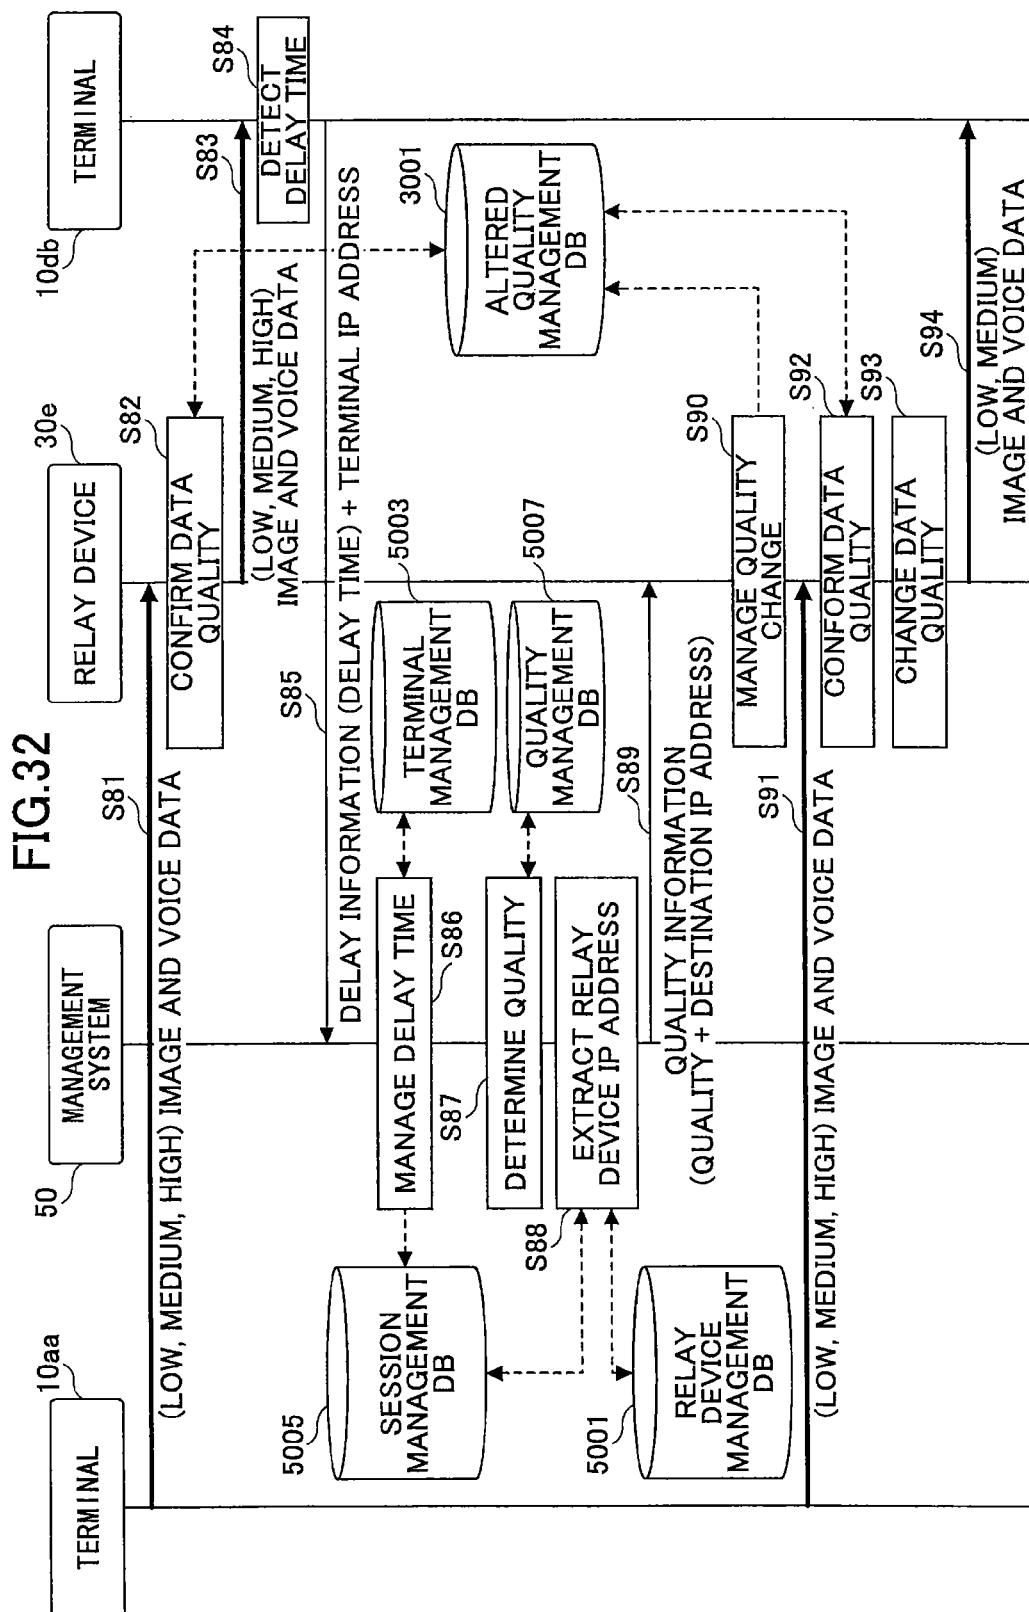 FIG.32
10aa
TERMINAL
50
MANAGEMENT
SYSTEM
30e
RELAY DEVICE
10db
TERMINAL
S81
(LOW, MEDIUM, HIGH) IMAGE AND VOICE DATA
S82
CONFIRM DATA
QUALITY
S83
(LOW, MEDIUM, HIGH)
IMAGE AND VOICE DATA
S84
DETECT
DELAY TIME
S85
DELAY INFORMATION (DELAY TIME) + TERMINAL IP ADDRESS
5005
SESSION
MANAGEMENT
DB
MANAGE DELAY TIME
S86
5003
TERMINAL
MANAGEMENT
DB
3001
ALTERED
QUALITY
MANAGEMENT
DB
S87
DETERMINE QUALITY
5007
QUALITY
MANAGEMENT
DB
S88
EXTRACT RELAY
DEVICE IP ADDRESS
5001
RELAY
DEVICE
MANAGEMENT
DB
S89
QUALITY INFORMATION
(QUALITY + DESTINATION IP ADDRESS)
S90
MANAGE QUALITY
CHANGE
S91
(LOW, MEDIUM, HIGH) IMAGE AND VOICE DATA
S92
CONFORM DATA
QUALITY
S93
CHANGE DATA
QUALITY
S94
(LOW, MEDIUM)
IMAGE AND VOICE DATA